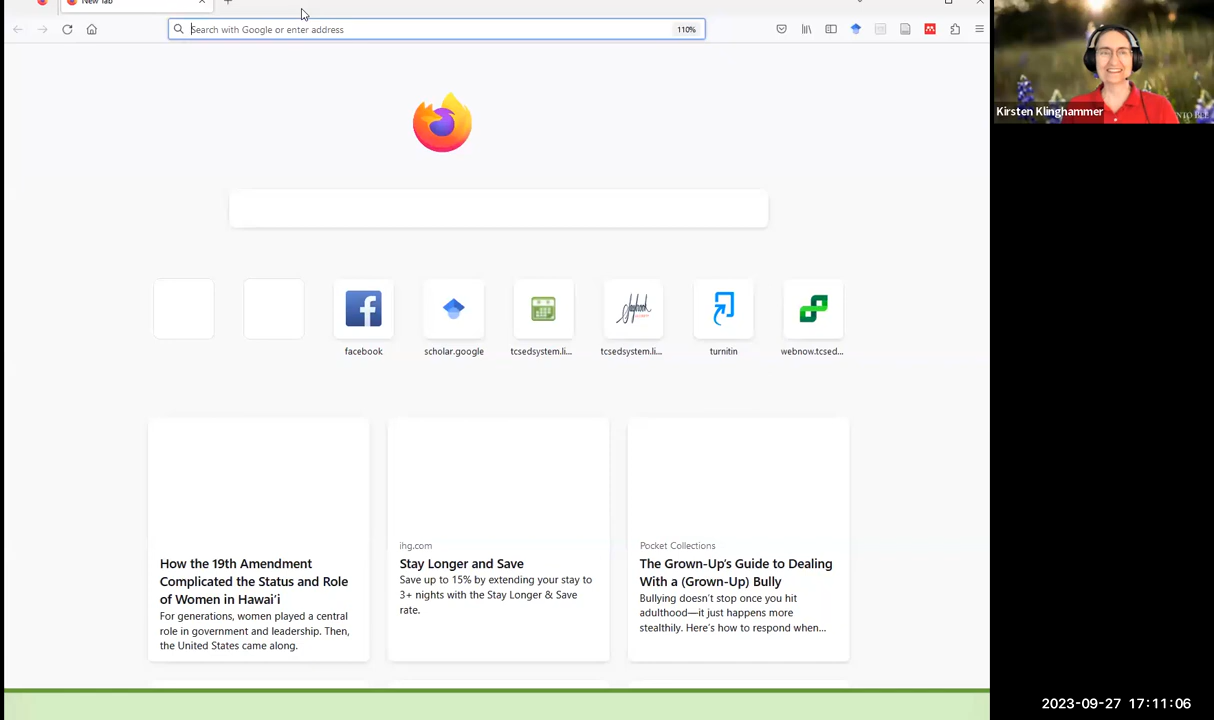 New Tab
Search with Google or enter address
110%
Kirsten Klinghammer
facebook
scholar.google
tcsedsystem.li...
tcsedsystem.li...
turnitin
webnow.tcsed...
How the 19th Amendment
Complicated the Status and Role
of Women in Hawai'i
For generations, women played a central
role in government and leadership. Then,
the United States came along.
ihg.com
Stay Longer and Save
Save up to 15% by extending your stay to
3+ nights with the Stay Longer & Save
rate.
Pocket Collections
The Grown-Up's Guide to Dealing
With a (Grown-Up) Bully
Bullying doesn't stop once you hit
adulthood—it just happens more
stealthily. Here's how to respond when...
2023-09-27 17:11:06